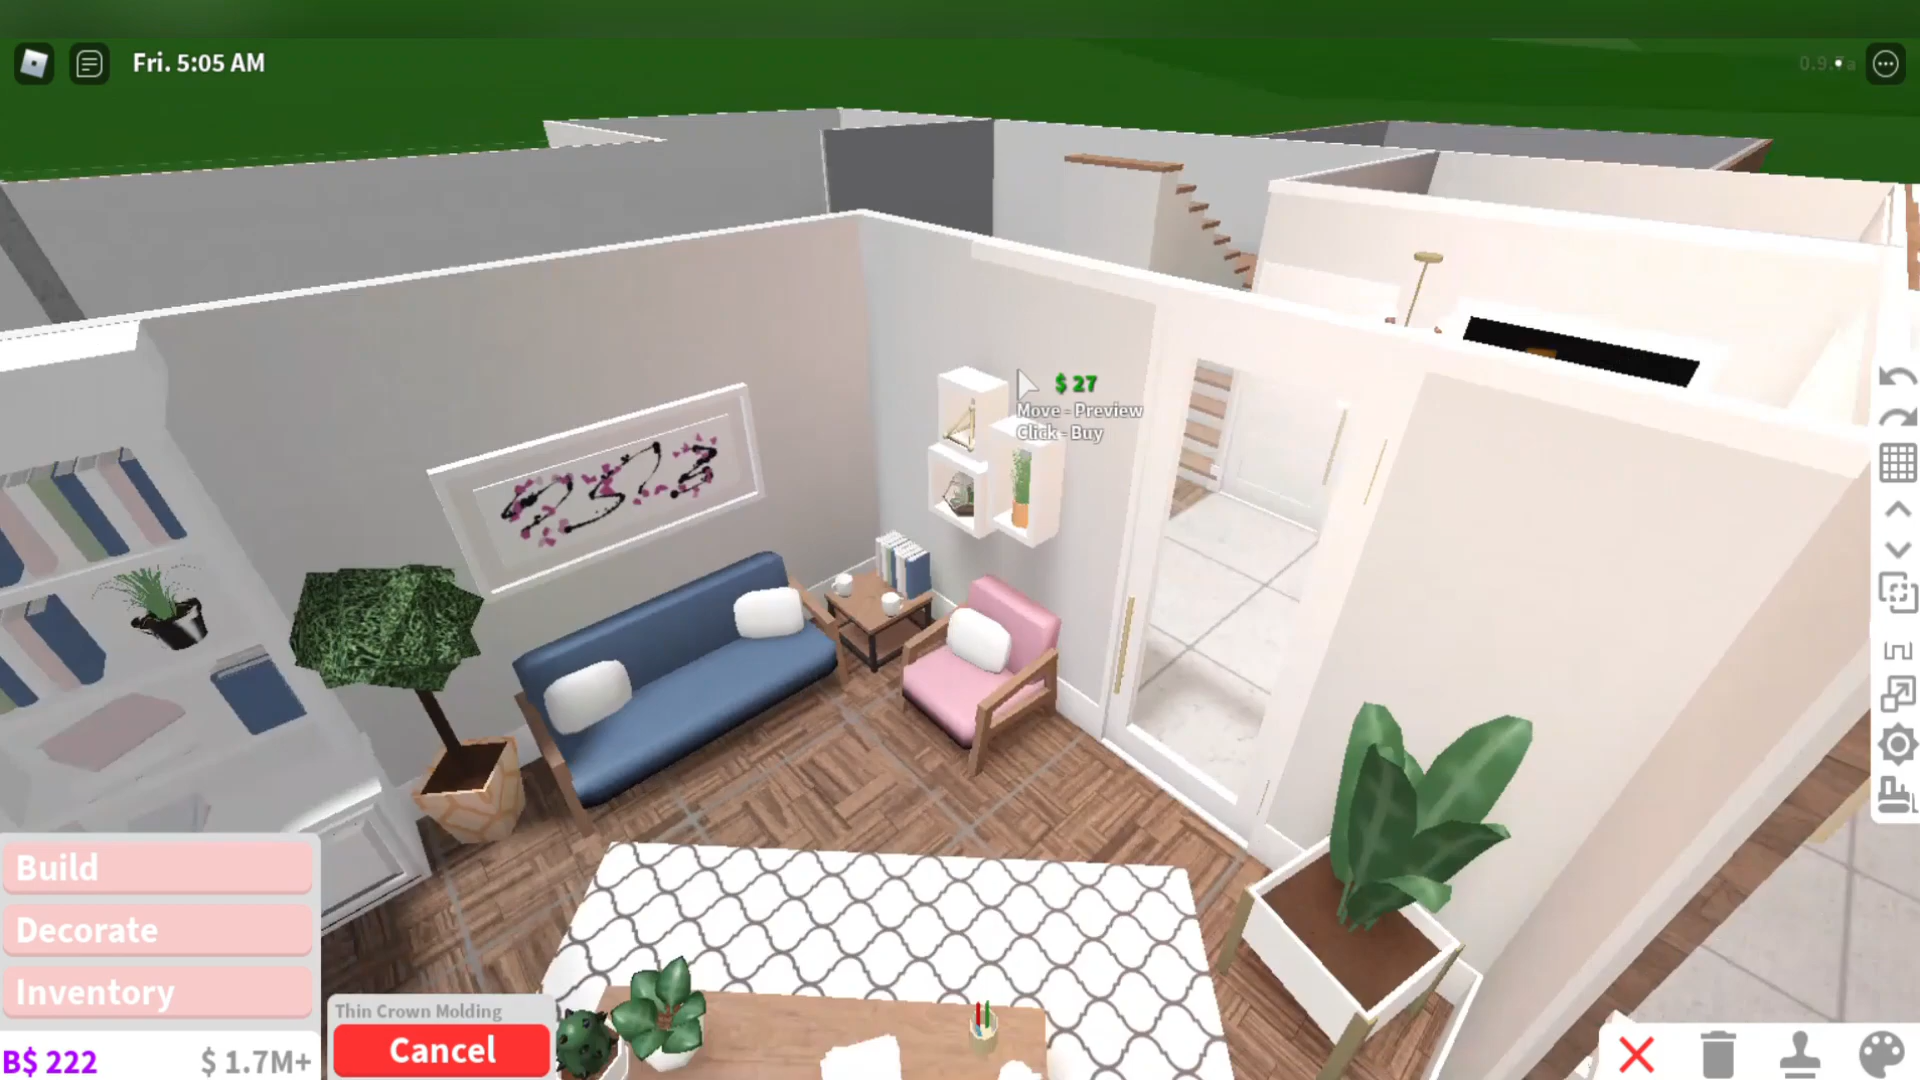 Fri. 5:05 AM
$ 27
Move - Preview
Click - Buy
Build
Decorate
Inventory
Thin Crown Molding
Cancel
B$ 222
$ 1.7M+